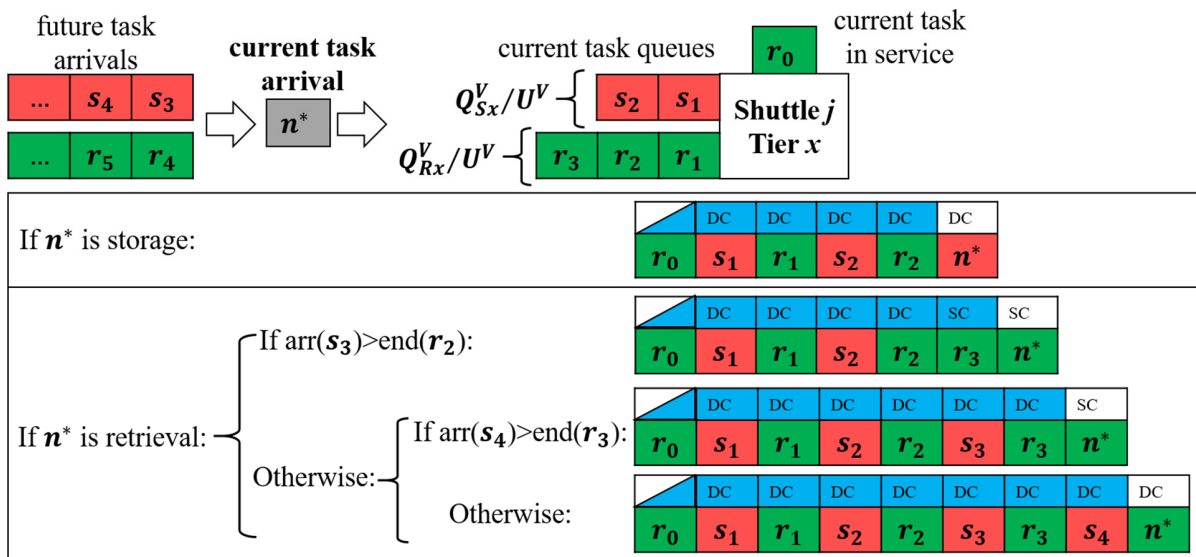 future task
arrivals
current task
arrival
current task queues
current task
in service
... s₄ s₃
... r₅ r₄
n*
Q_{Sx}^V/U^V
s₂ s₁
Q_{Rx}^V/U^V
r₃ r₂ r₁
r₀
Shuttle j
Tier x
If n* is storage:
DC DC DC DC DC
r₀ s₁ r₁ s₂ r₂ n*
If n* is retrieval:
If arr(s₃)>end(r₂):
DC DC DC DC SC SC
r₀ s₁ r₁ s₂ r₂ r₃ n*
Otherwise:
If arr(s₄)>end(r₃):
DC DC DC DC DC DC SC
r₀ s₁ r₁ s₂ r₂ s₃ r₃ n*
Otherwise:
DC DC DC DC DC DC DC DC
r₀ s₁ r₁ s₂ r₂ s₃ r₃ s₄ n*